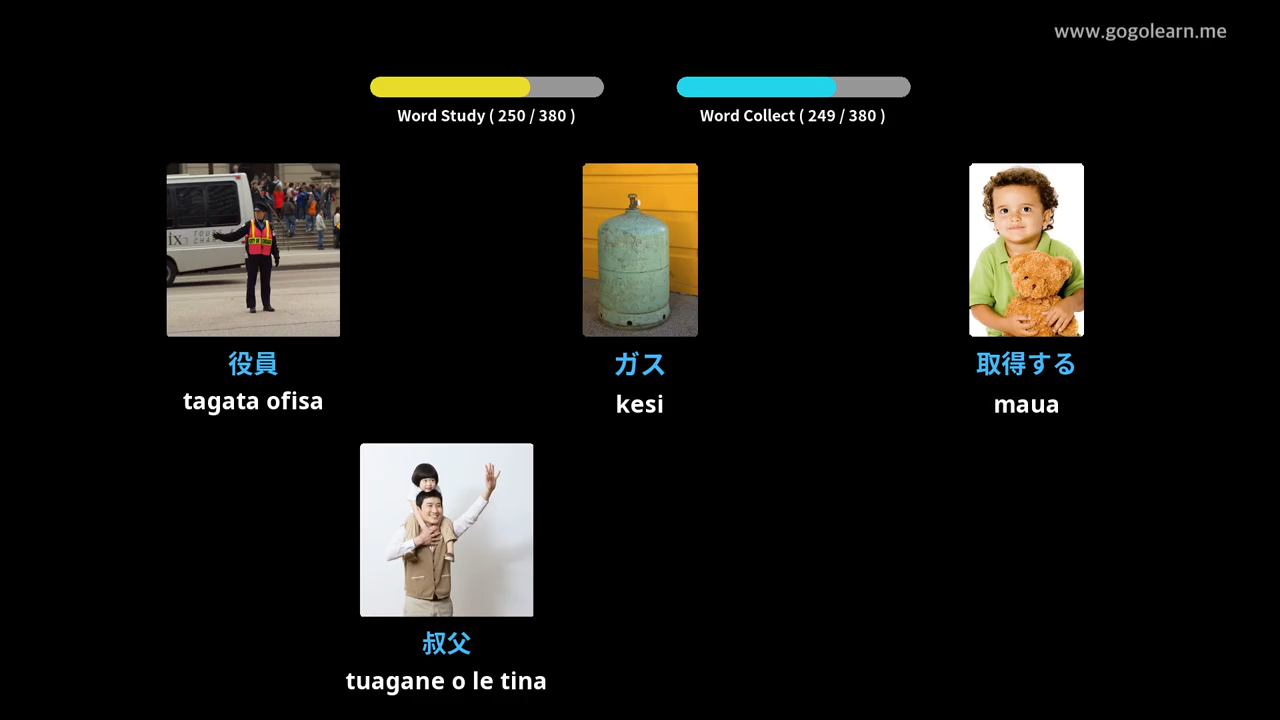 www.gogolearn.me
Word Study ( 250 / 380 )
Word Collect ( 249 / 380 )
役員
tagata ofisa
ガス
kesi
取得する
maua
叔父
tuagane o le tina